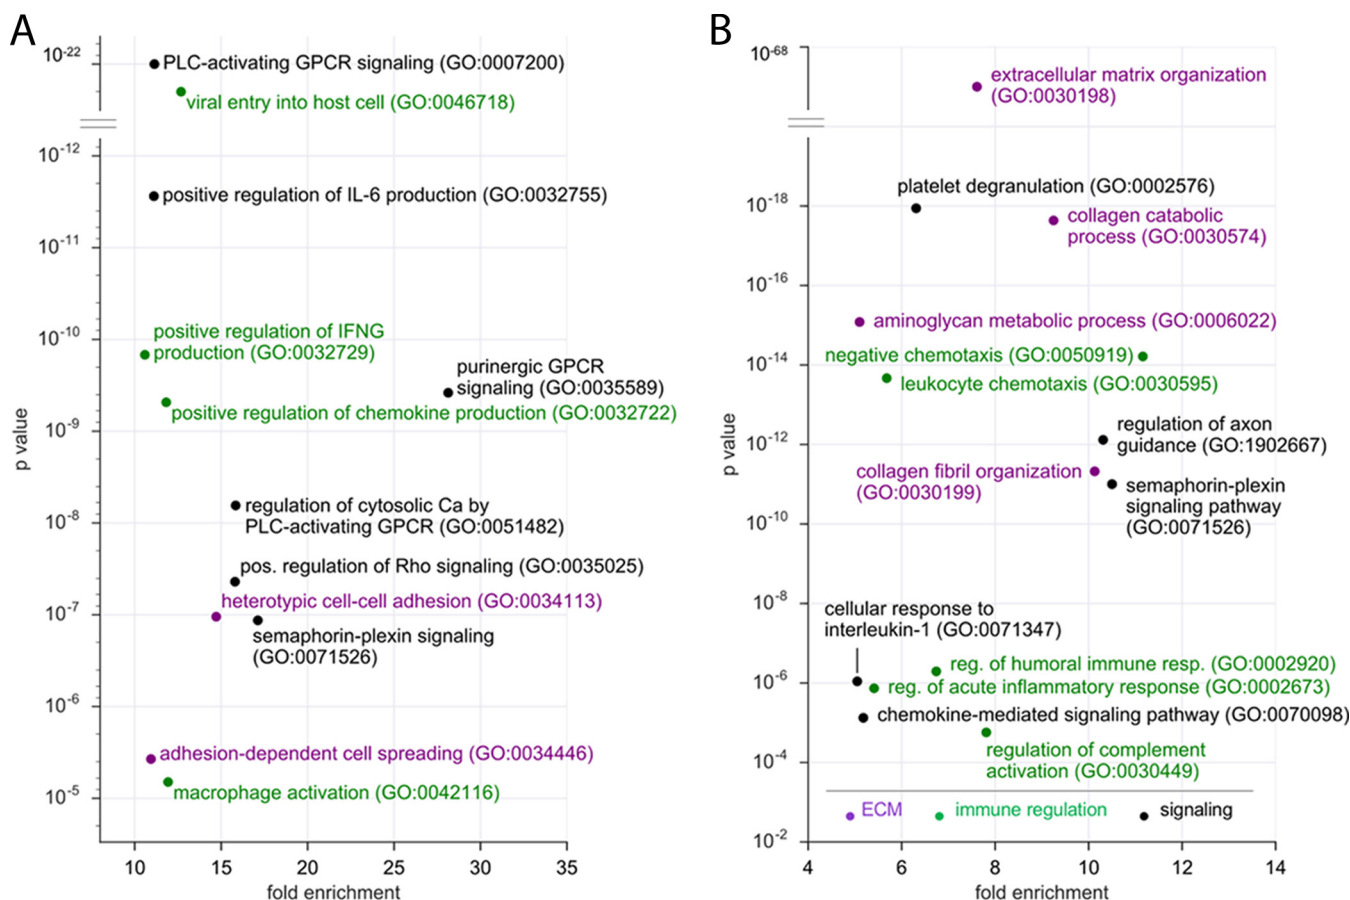 A
10-22
PLC-activating GPCR signaling (GO:0007200)
viral entry into host cell (GO:0046718)
10-12
positive regulation of IL-6 production (GO:0032755)
10-11
10-10
positive regulation of IFNG
production (GO:0032729)
purinergic GPCR
signaling (GO:0035589)
positive regulation of chemokine production (GO:0032722)
10-9
p value
regulation of cytosolic Ca by
PLC-activating GPCR (GO:0051482)
10-8
pos. regulation of Rho signaling (GO:0035025)
heterotypic cell-cell adhesion (GO:0034113)
10-7
semaphorin-plexin signaling
(GO:0071526)
10-6
adhesion-dependent cell spreading (GO:0034446)
macrophage activation (GO:0042116)
10-5
10 15 20 25 30 35
fold enrichment
B
10-68
extracellular matrix organization
(GO:0030198)
platelet degranulation (GO:0002576)
10-18
collagen catabolic
process (GO:0030574)
10-16
aminoglycan metabolic process (GO:0006022)
negative chemotaxis (GO:0050919)
10-14
leukocyte chemotaxis (GO:0030595)
p value
regulation of axon
guidance (GO:1902667)
10-12
collagen fibril organization
(GO:0030199)
semaphorin-plexin
signaling pathway
(GO:0071526)
10-10
10-8
cellular response to
interleukin-1 (GO:0071347)
reg. of humoral immune resp. (GO:0002920)
10-6
reg. of acute inflammatory response (GO:0002673)
chemokine-mediated signaling pathway (GO:0070098)
regulation of complement
activation (GO:0030449)
10-4
ECM immune regulation signaling
10-2
4 6 8 10 12 14
fold enrichment